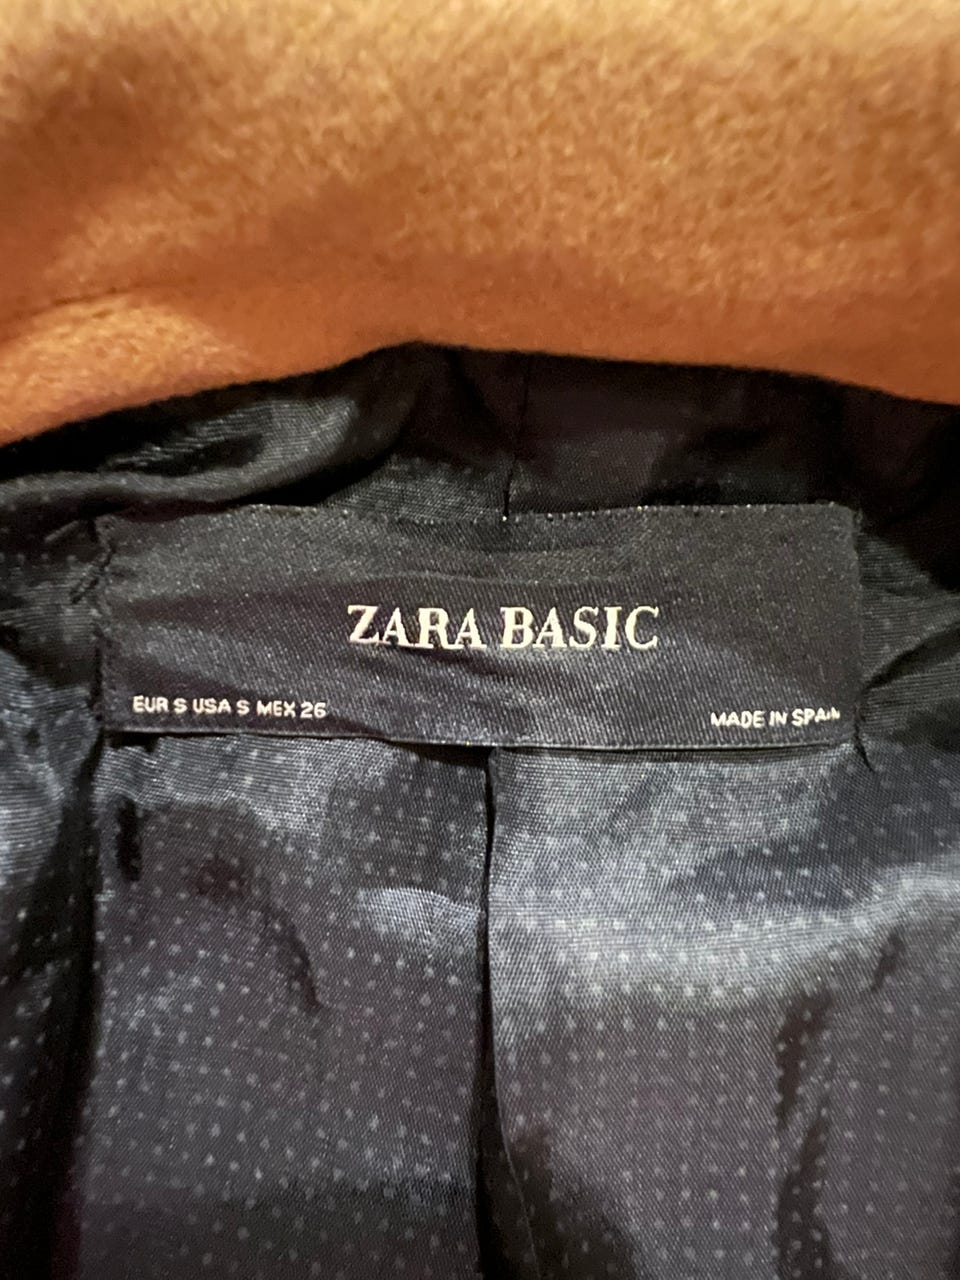 ZARA BASIC
EUR S USA S MEX 26
MADE IN SPAIN